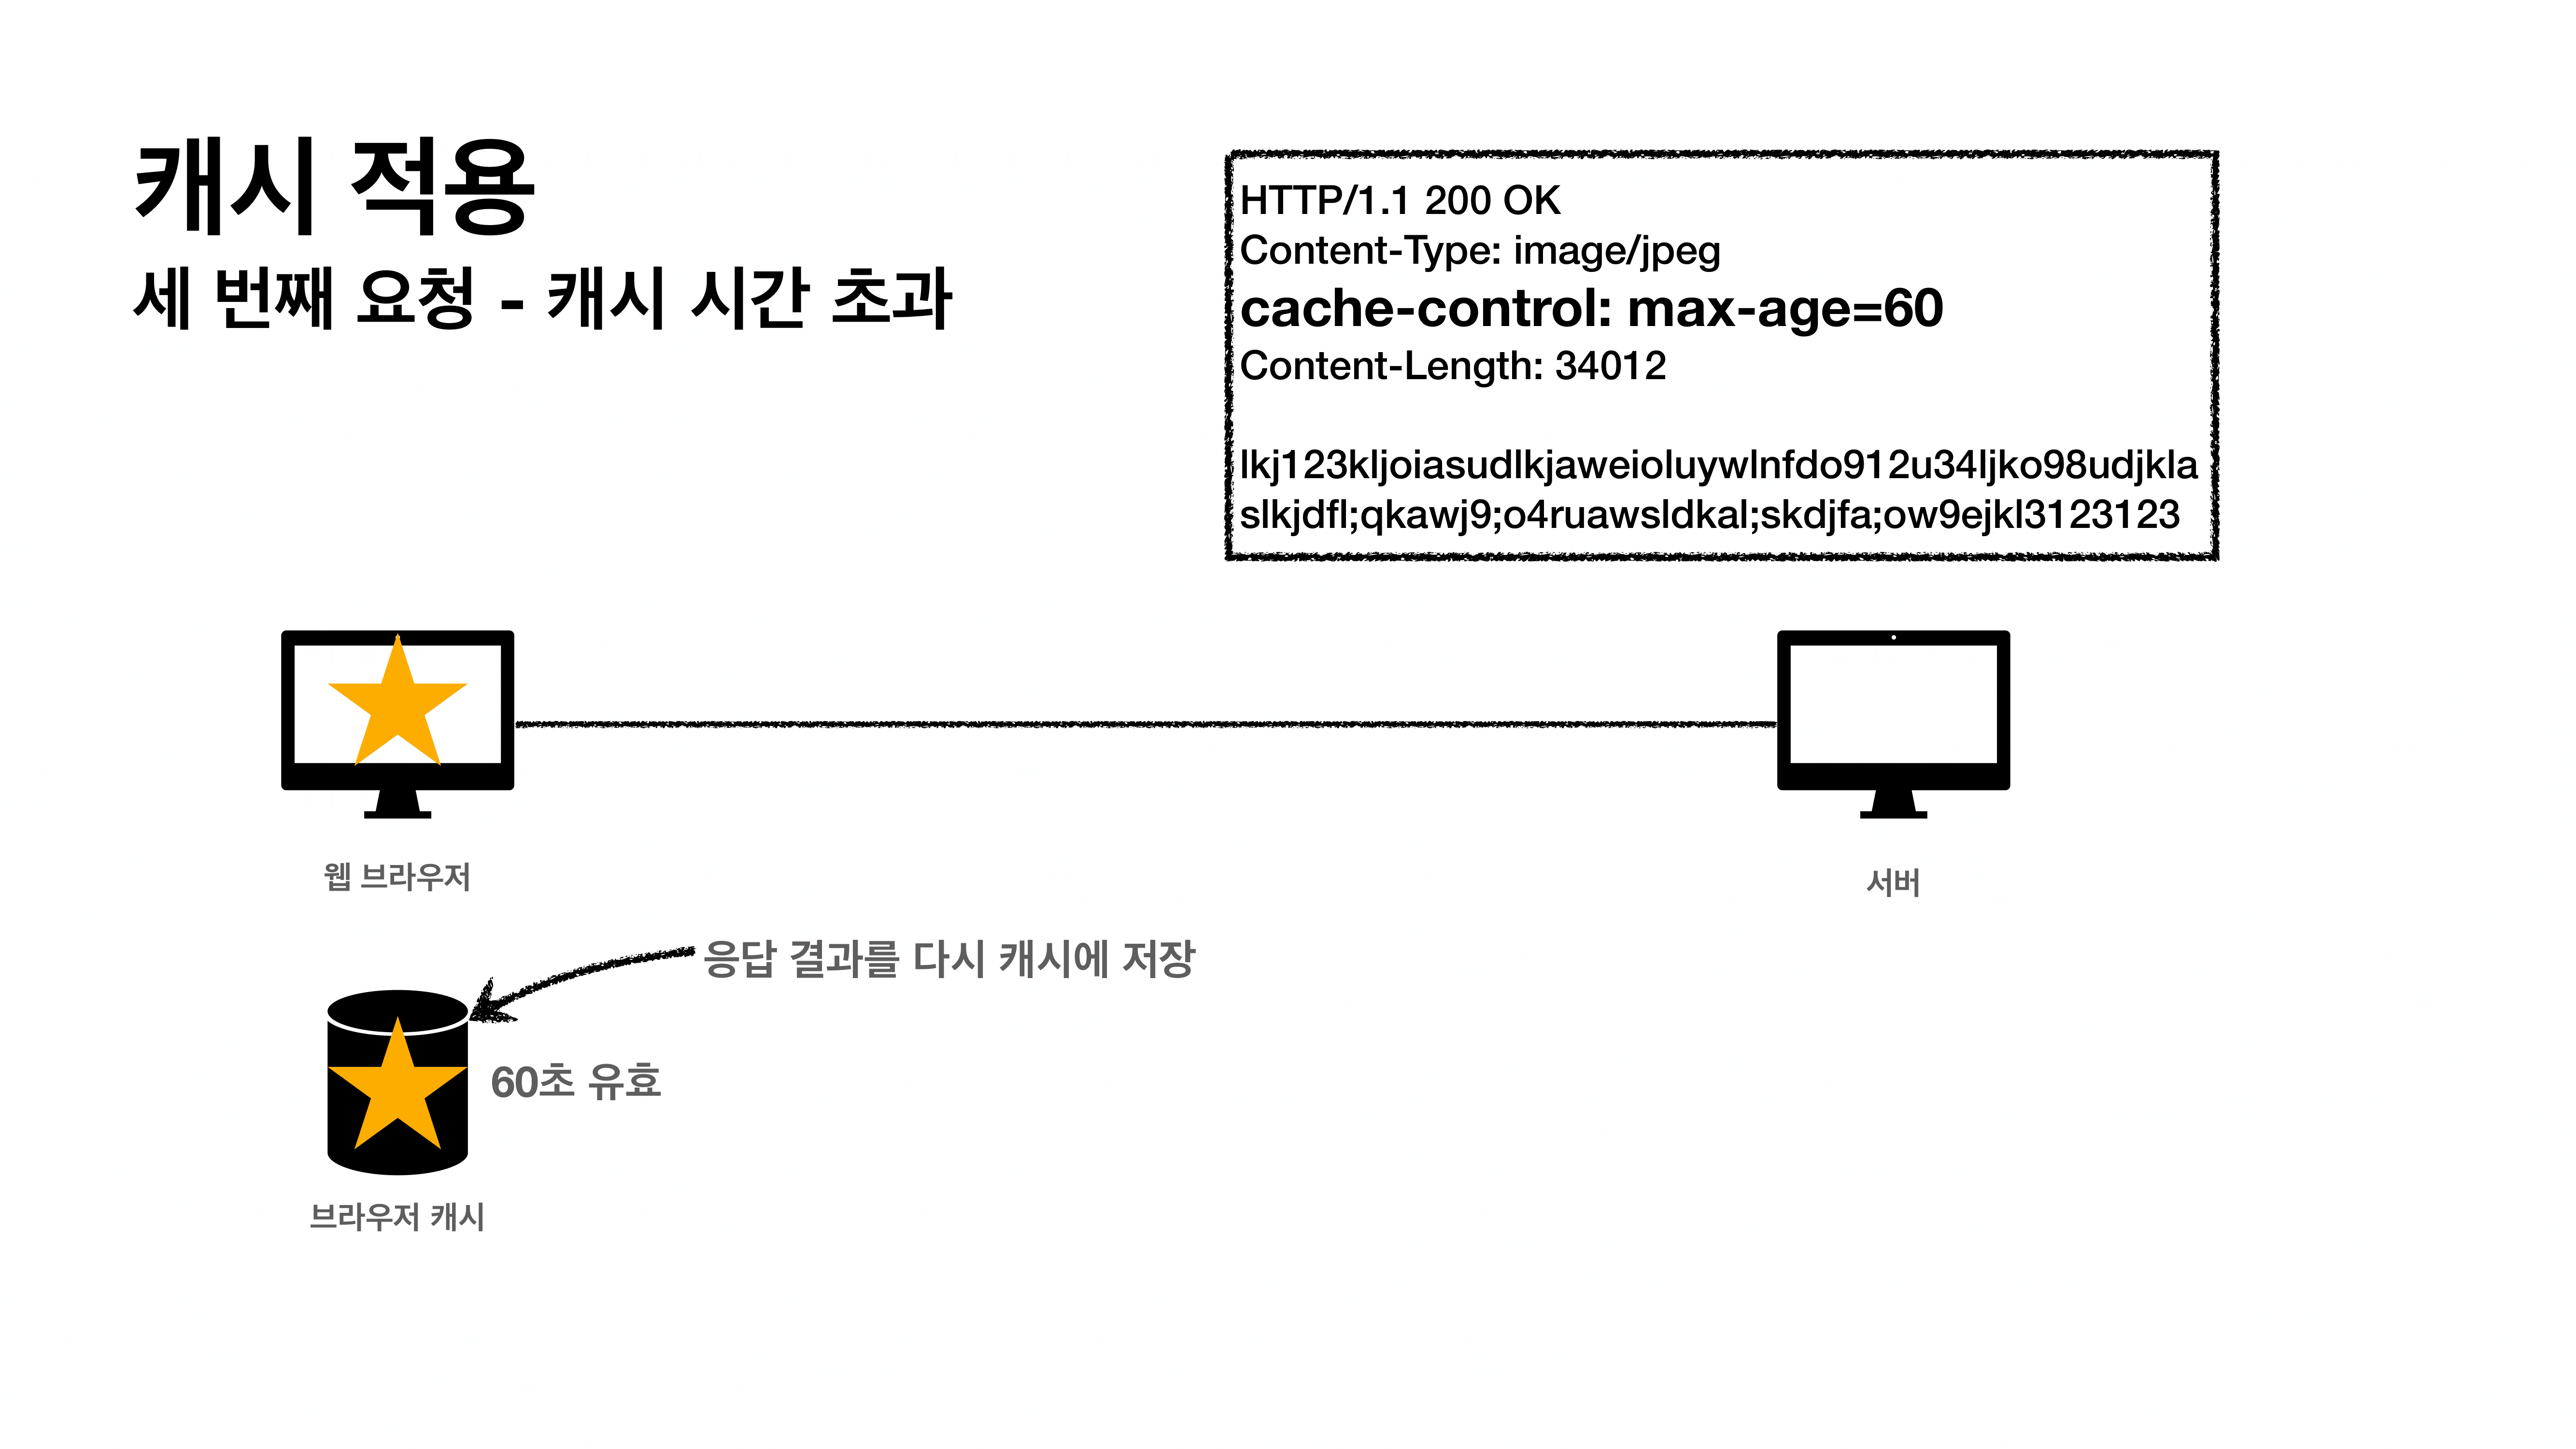 캐시 적용
세 번째 요청 - 캐시 시간 초과
HTTP/1.1 200 OK
Content-Type: image/jpeg
cache-control: max-age=60
Content-Length: 34012
lkj123kljoiasudlkjaweioluywlnfdo912u34ljko98udjkla
slkjdfl;qkawj9;o4ruawsldkal;skdjfa;ow9ejkl3123123
웹 브라우저
서버
응답 결과를 다시 캐시에 저장
60초 유효
브라우저 캐시